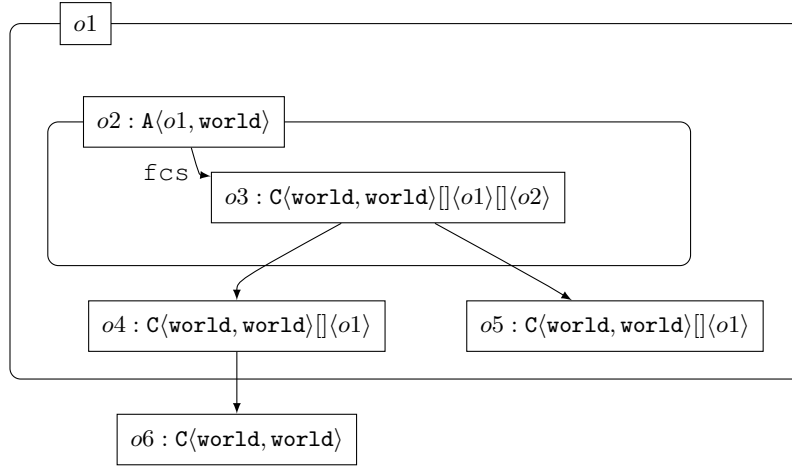 o1
o2 : A⟨o1, world⟩
fcs
o3 : C⟨world, world⟩[]⟨o1⟩[]⟨o2⟩
o4 : C⟨world, world⟩[]⟨o1⟩
o5 : C⟨world, world⟩[]⟨o1⟩
o6 : C⟨world, world⟩